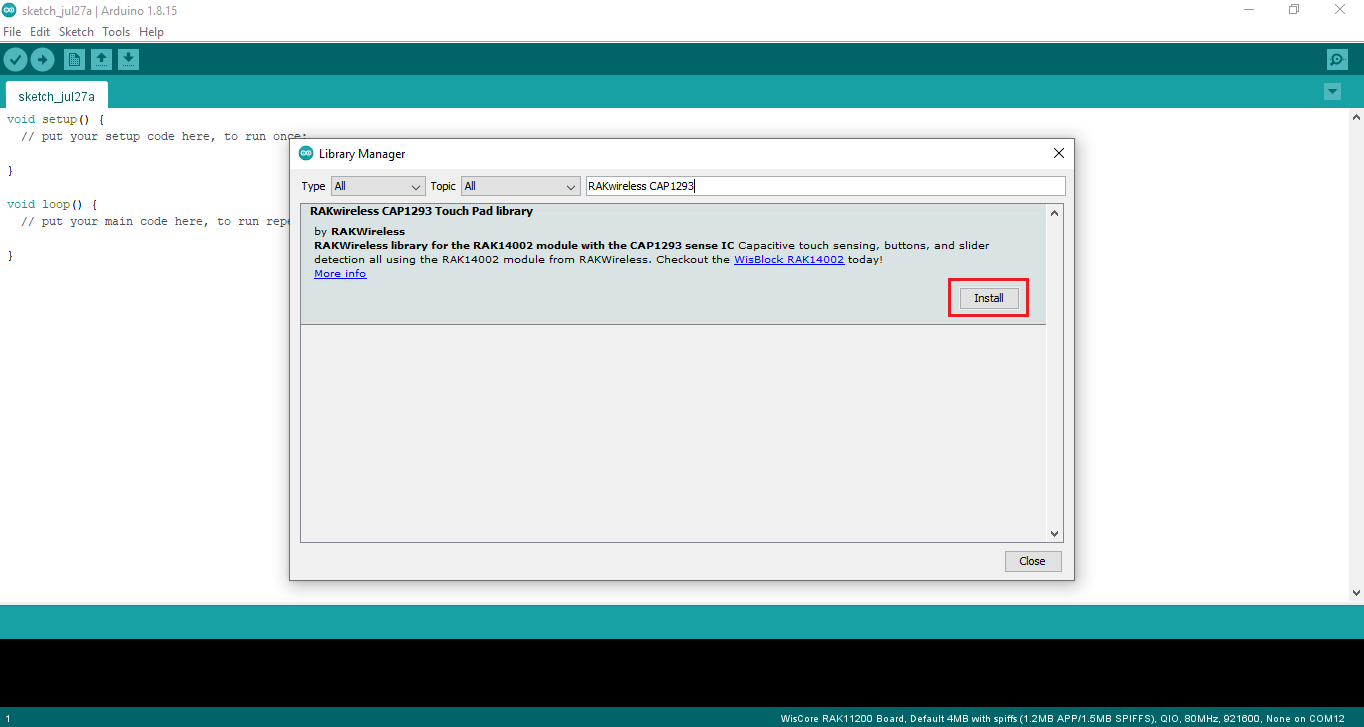 sketch_jul27a | Arduino 1.8.15
File Edit Sketch Tools Help
sketch_jul27a
void setup() {
// put your setup code here, to run once:
}
void loop() {
// put your main code here, to run repe
}
Library Manager
Type All Topic All RAKwireless CAP1293
RAKwireless CAP1293 Touch Pad library
by RAKWireless
RAKWireless library for the RAK14002 module with the CAP1293 sense IC Capacitive touch sensing, buttons, and slider
detection all using the RAK14002 module from RAKWireless. Checkout the WisBlock RAK14002 today!
More info
Install
Close
1 WisCore RAK11200 Board, Default 4MB with spiffs (1.2MB APP/1.5MB SPIFFS), QIO, 80MHz, 921600, None on COM12